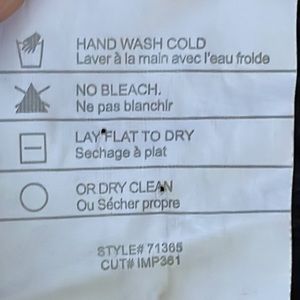 HAND WASH COLD
Laver à la main avec l'eau froide
NO BLEACH.
Ne pas blanchir
LAY FLAT TO DRY
Sechage à plat
OR DRY CLEAN
Ou Sécher propre
STYLE# 71365
CUT# IMP361